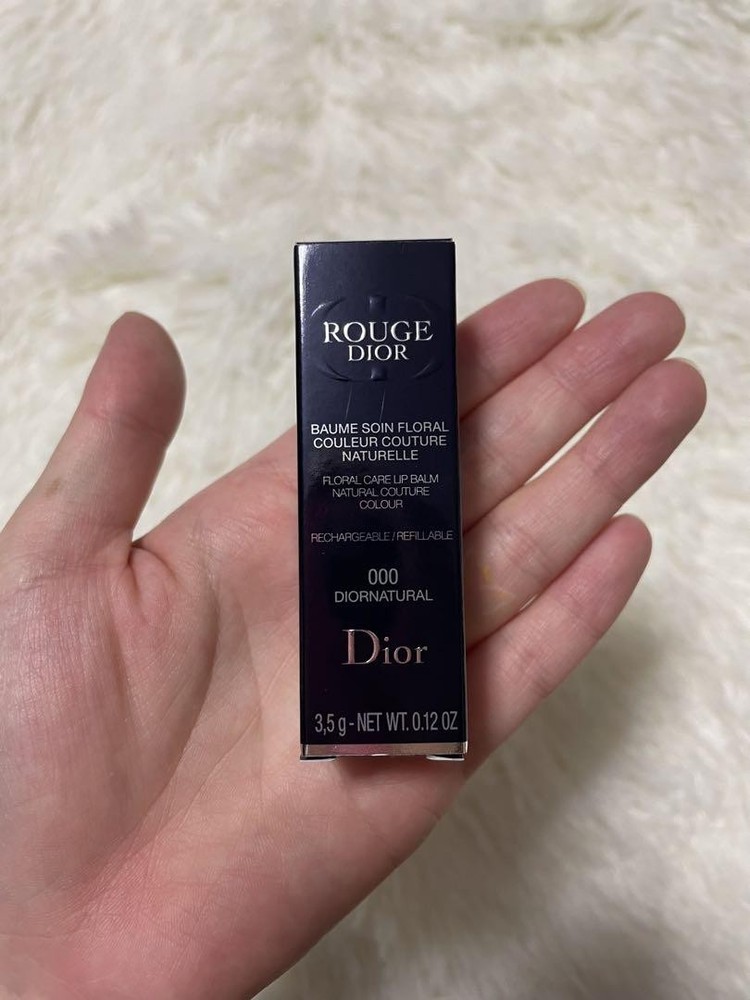 ROUGE
DIOR
BAUME SOIN FLORAL
COULEUR COUTURE
NATURELLE
FLORAL CARE LIP BALM
NATURAL COUTURE
COLOUR
RECHARGEABLE / REFILLABLE
000
DIORNATURAL
Dior
3,5 g - NET WT. 0.12 OZ